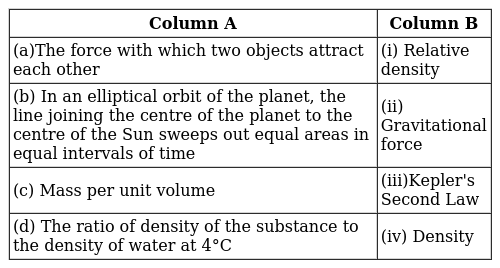 Column A
Column B
(a)The force with which two objects attract
each other
(i) Relative
density
(b) In an elliptical orbit of the planet, the
line joining the centre of the planet to the
centre of the Sun sweeps out equal areas in
equal intervals of time
(ii)
Gravitational
force
(c) Mass per unit volume
(iii)Kepler's
Second Law
(d) The ratio of density of the substance to
the density of water at 4°C
(iv) Density